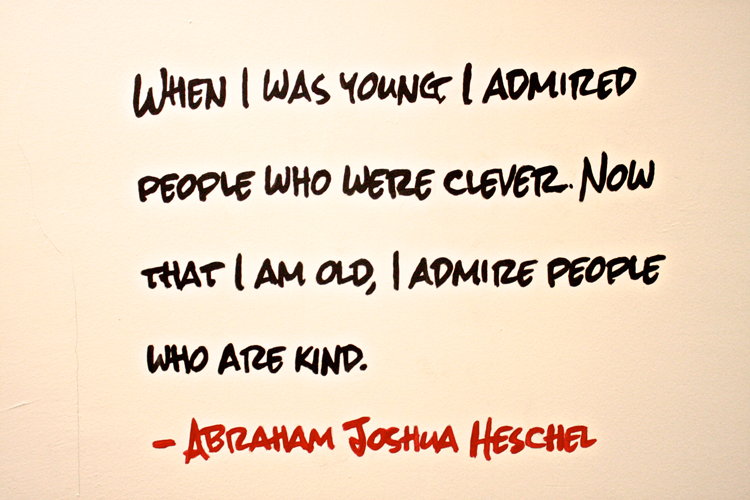 WHEN I WAS YOUNG I ADMIRED
PEOPLE WHO WERE CLEVER. NOW
THAT I AM OLD, I ADMIRE PEOPLE
WHO ARE KIND.
- ABRAHAM JOSHUA HESCHEL